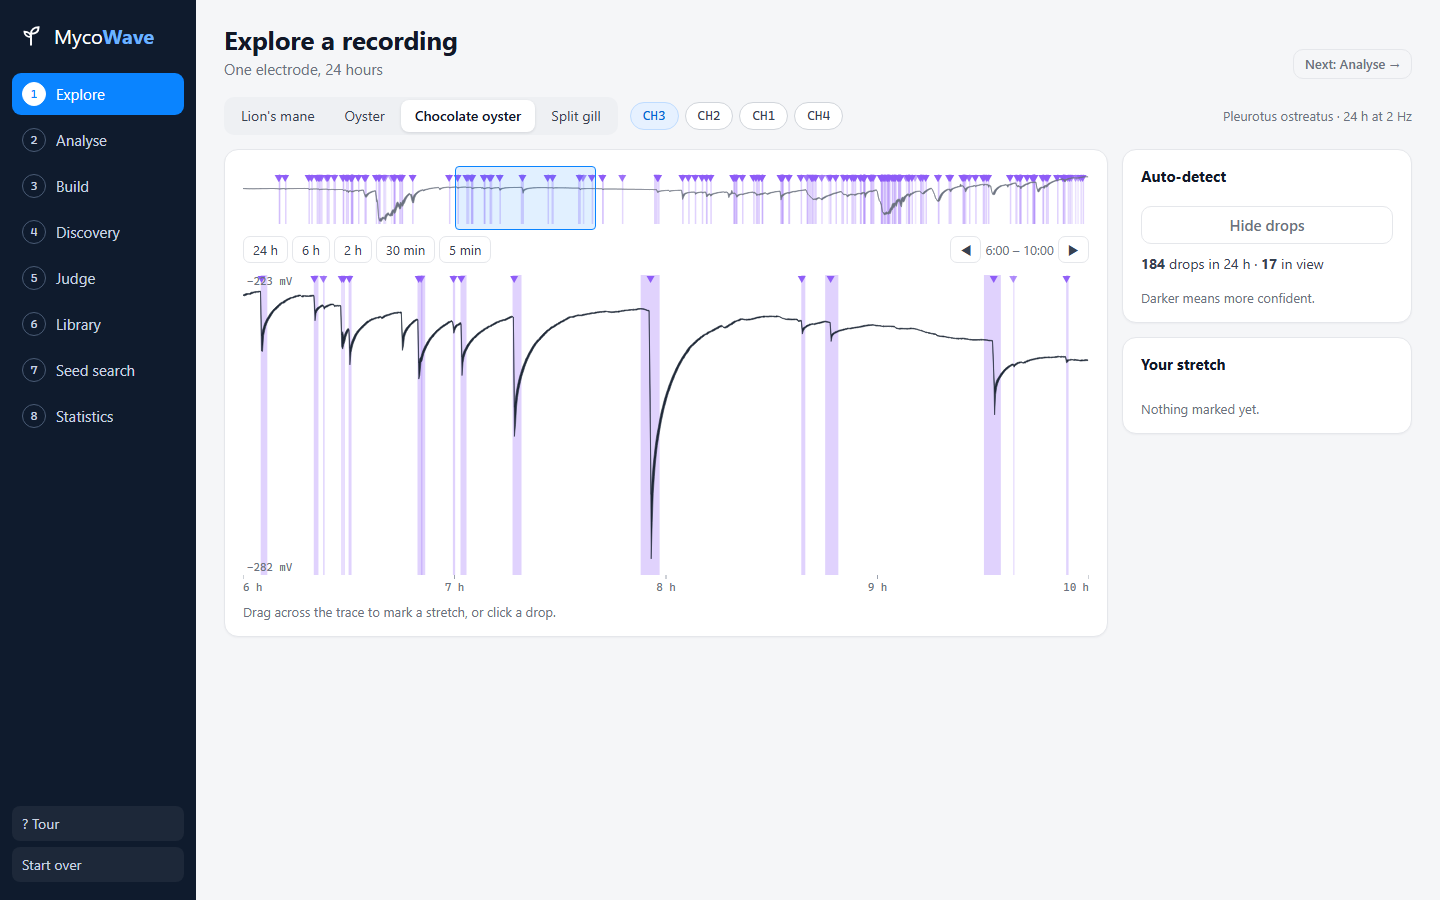 MycoWave
1 Explore
2 Analyse
3 Build
4 Discovery
5 Judge
6 Library
7 Seed search
8 Statistics
? Tour
Start over
Explore a recording
One electrode, 24 hours
Next: Analyse →
Lion's mane Oyster Chocolate oyster Split gill CH3 CH2 CH1 CH4
Pleurotus ostreatus · 24 h at 2 Hz
24 h 6 h 2 h 30 min 5 min
◀ 6:00 – 10:00 ▶
−223 mV
−282 mV
6 h 7 h 8 h 9 h 10 h
Drag across the trace to mark a stretch, or click a drop.
Auto-detect
Hide drops
184 drops in 24 h · 17 in view
Darker means more confident.
Your stretch
Nothing marked yet.